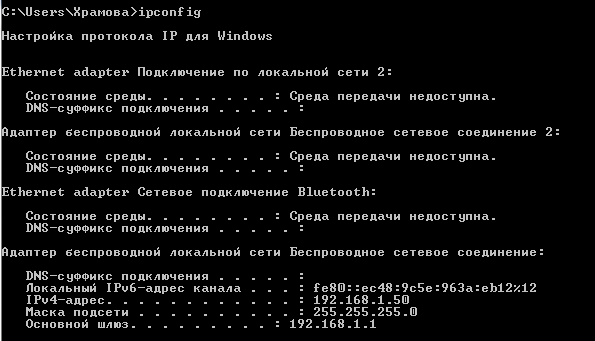 C:\Users\Храмова>ipconfig
Настройка протокола IP для Windows
Ethernet adapter Подключение по локальной сети 2:
Состояние среды. . . . . . . . : Среда передачи недоступна.
DNS-суффикс подключения . . . . . :
Адаптер беспроводной локальной сети Беспроводное сетевое соединение 2:
Состояние среды. . . . . . . . : Среда передачи недоступна.
DNS-суффикс подключения . . . . . :
Ethernet adapter Сетевое подключение Bluetooth:
Состояние среды. . . . . . . . : Среда передачи недоступна.
DNS-суффикс подключения . . . . . :
Адаптер беспроводной локальной сети Беспроводное сетевое соединение:
DNS-суффикс подключения . . . . . :
Локальный IPv6-адрес канала . . . . : fe80::ec48:9c5e:963a:eb12%12
IPv4-адрес. . . . . . . . . . . . : 192.168.1.50
Маска подсети . . . . . . . . . . : 255.255.255.0
Основной шлюз. . . . . . . . . : 192.168.1.1